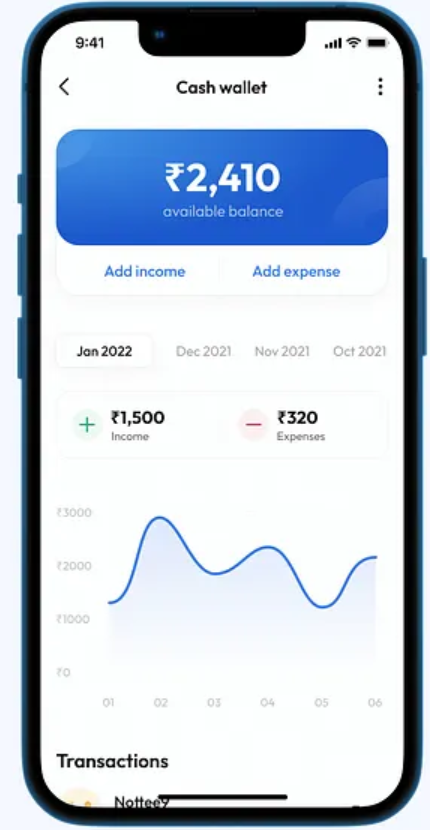 9:41
Cash wallet
₹2,410
available balance
Add income Add expense
Jan 2022 Dec 2021 Nov 2021 Oct 2021
₹1,500 ₹320
Income Expenses
₹3000
₹2000
₹1000
₹0
01 02 03 04 05 06
Transactions